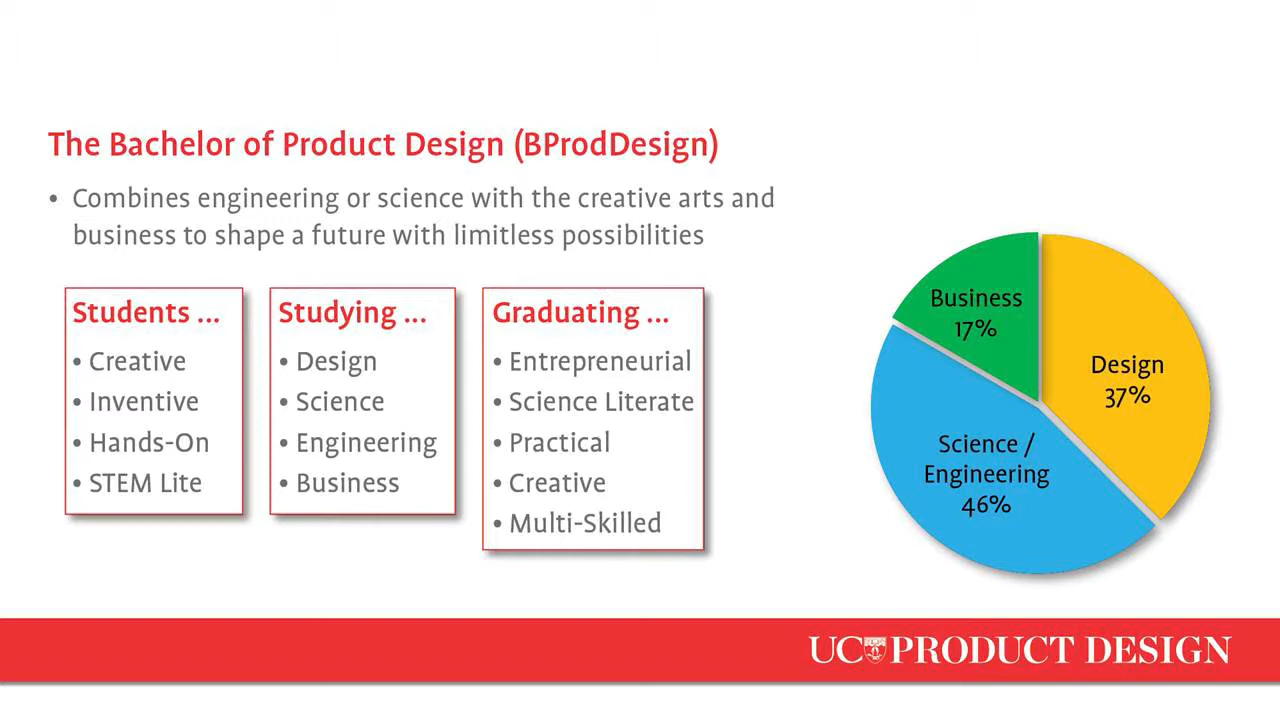 The Bachelor of Product Design (BProdDesign)
• Combines engineering or science with the creative arts and
business to shape a future with limitless possibilities
Students ...
• Creative
• Inventive
• Hands-On
• STEM Lite
Studying ...
• Design
• Science
• Engineering
• Business
Graduating ...
• Entrepreneurial
• Science Literate
• Practical
• Creative
• Multi-Skilled
Business
17%
Design
37%
Science /
Engineering
46%
UC PRODUCT DESIGN